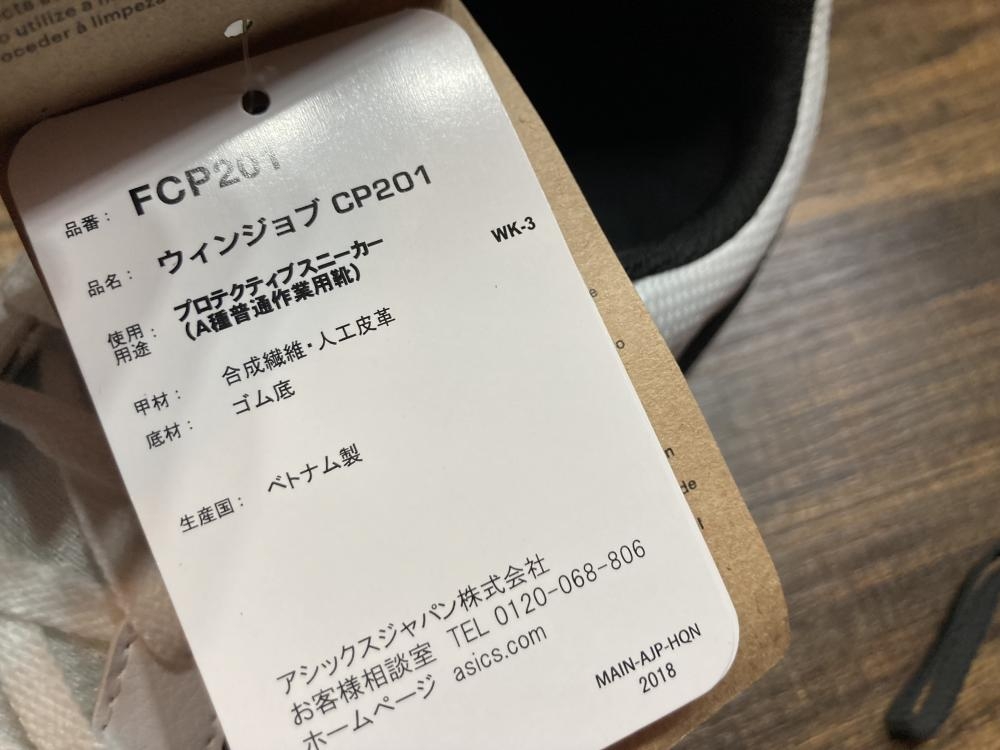 o utilize a
oceder à limpeza
品番： FCP201
品名： ウィンジョブ CP201
WK-3
使用用途： プロテクティブスニーカー
（A種普通作業用靴）
甲材： 合成繊維・人工皮革
底材： ゴム底
生産国： ベトナム製
アシックスジャパン株式会社
お客様相談室 TEL 0120-068-806
ホームページ asics.com
MAIN-AJP-HQN
2018